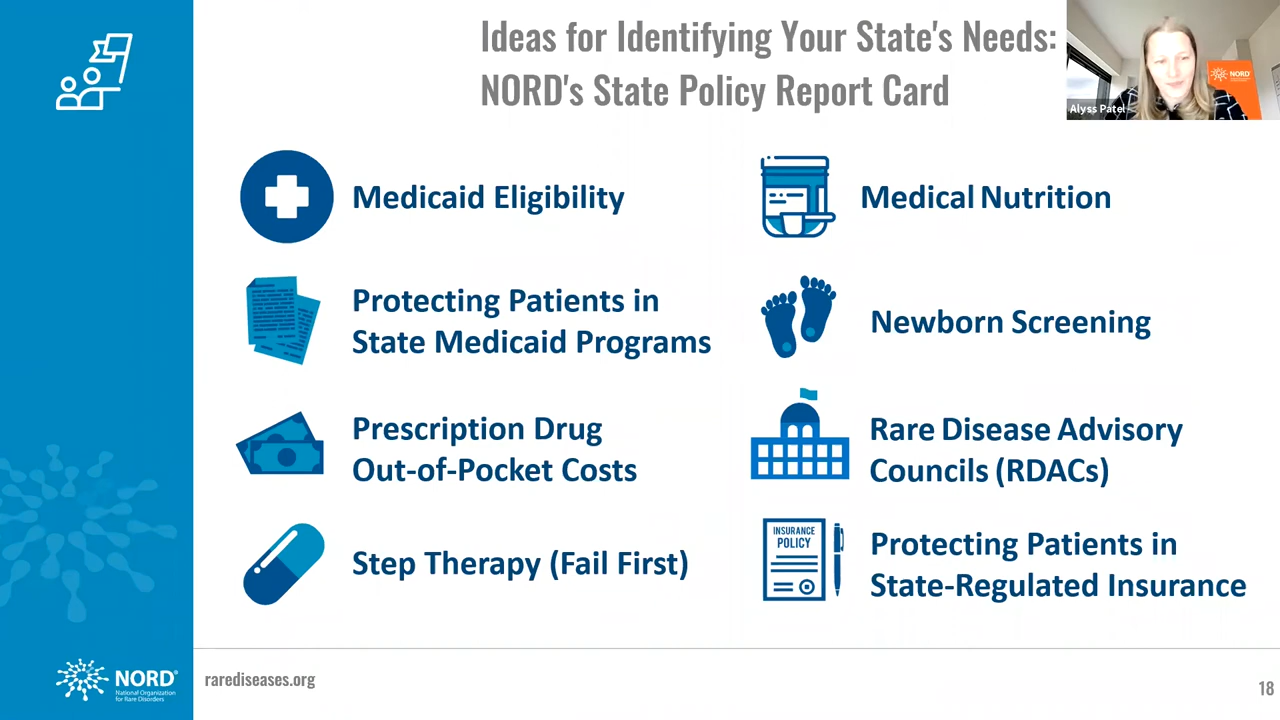 Ideas for Identifying Your State's Needs:
NORD's State Policy Report Card
NORD
Alyss Patel
Medicaid Eligibility
Medical Nutrition
Protecting Patients in
State Medicaid Programs
Newborn Screening
Prescription Drug
Out-of-Pocket Costs
Rare Disease Advisory
Councils (RDACs)
Step Therapy (Fail First)
INSURANCE
POLICY
Protecting Patients in
State-Regulated Insurance
NORD®
National Organization
for Rare Disorders
rarediseases.org
18